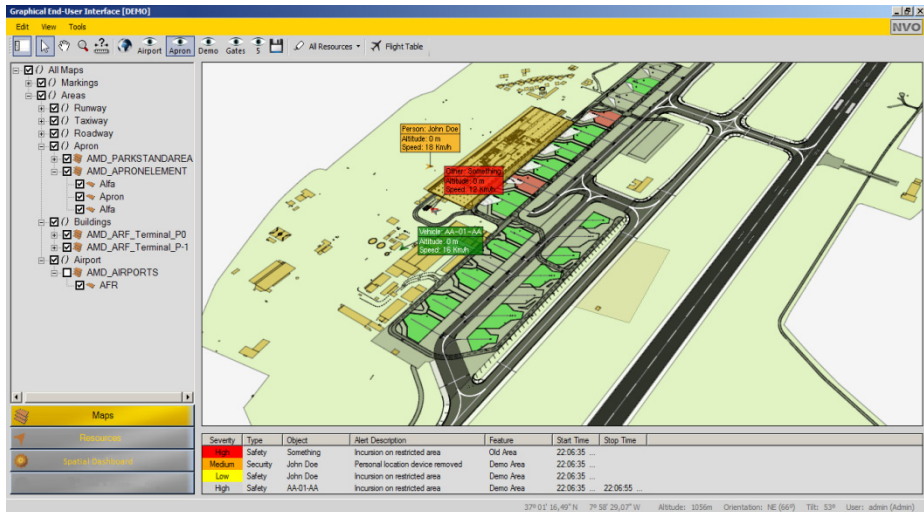 Graphical End-User Interface [DEMO]
Edit View Tools
NVO
Airport Apron Demo Gates S All Resources Flight Table
() All Maps
() Markings
() Areas
() Runway
() Taxiway
() Roadway
() Apron
AMD_PARKSTANDAREA
AMD_APRONELEMENT
Alfa
Apron
Alfa
() Buildings
AMD_ARF_Terminal_P0
AMD_ARF_Terminal_P-1
() Airport
AMD_AIRPORTS
AFR
Person: John Doe
Altitude: 0 m
Speed: 18 Km/h
Other: Something
Altitude: 0 m
Speed: 18 Km/h
Vehicle: AA-01-AA
Altitude: 0 m
Speed: 16 Km/h
Maps
Resources
Spatial Dashboard
Severity Type Object Alert Description Feature Start Time Stop Time
High Safety Something Incursion on restricted area Old Area 22:06:35 ...
Medium Security John Doe Personal location device removed Demo Area 22:06:35 ...
Low Safety John Doe Incursion on restricted area Demo Area 22:06:35 ...
High Safety AA-01-AA Incursion on restricted area Demo Area 22:06:35 ... 22:06:55 ...
37º 01' 16,49" N 7º 58' 29,07" W Altitude: 1056m Orientation: NE (66º) Tilt: 53º User: admin (Admin)